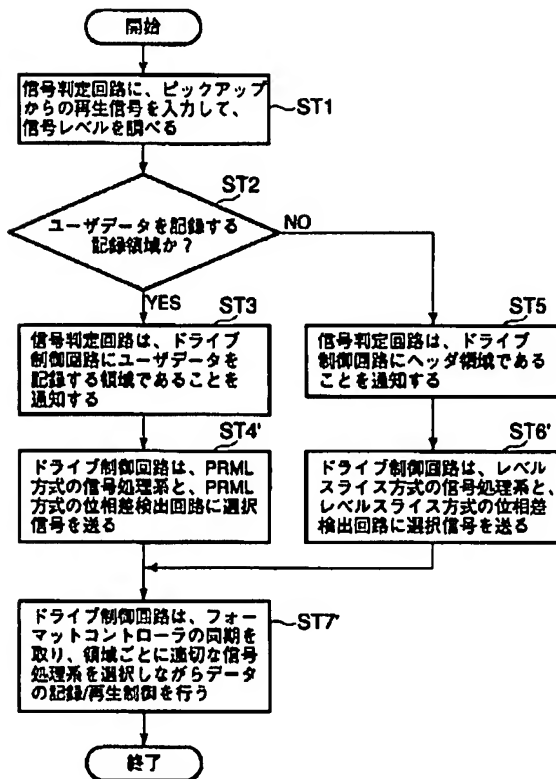 開始
信号判定回路に、ピックアップ
からの再生信号を入力して、
信号レベルを調べる
ST1
ST2
ユーザデータを記録する
記録領域か？
NO
YES
ST3
信号判定回路は、ドライブ
制御回路にユーザデータを
記録する領域であることを
通知する
ST5
信号判定回路は、ドライブ
制御回路にヘッダ領域である
ことを通知する
ST4'
ドライブ制御回路は、PRML
方式の信号処理系と、PRML
方式の位相差検出回路に選択
信号を送る
ST6'
ドライブ制御回路は、レベル
スライス方式の信号処理系と、
レベルスライス方式の位相差
検出回路に選択信号を送る
ST7'
ドライブ制御回路は、フォー
マットコントローラの同期を
取り、領域ごとに適切な信号
処理系を選択しながらデータ
の記録/再生制御を行う
終了